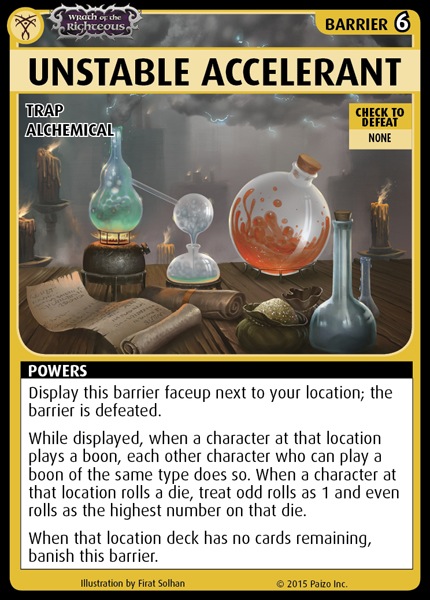 Wrath of the
Righteous
BARRIER 6
UNSTABLE ACCELERANT
TRAP
ALCHEMICAL
CHECK TO
DEFEAT
NONE
POWERS
Display this barrier faceup next to your location; the
barrier is defeated.
While displayed, when a character at that location
plays a boon, each other character who can play a
boon of the same type does so. When a character at
that location rolls a die, treat odd rolls as 1 and even
rolls as the highest number on that die.
When that location deck has no cards remaining,
banish this barrier.
Illustration by Firat Solhan
© 2015 Paizo Inc.